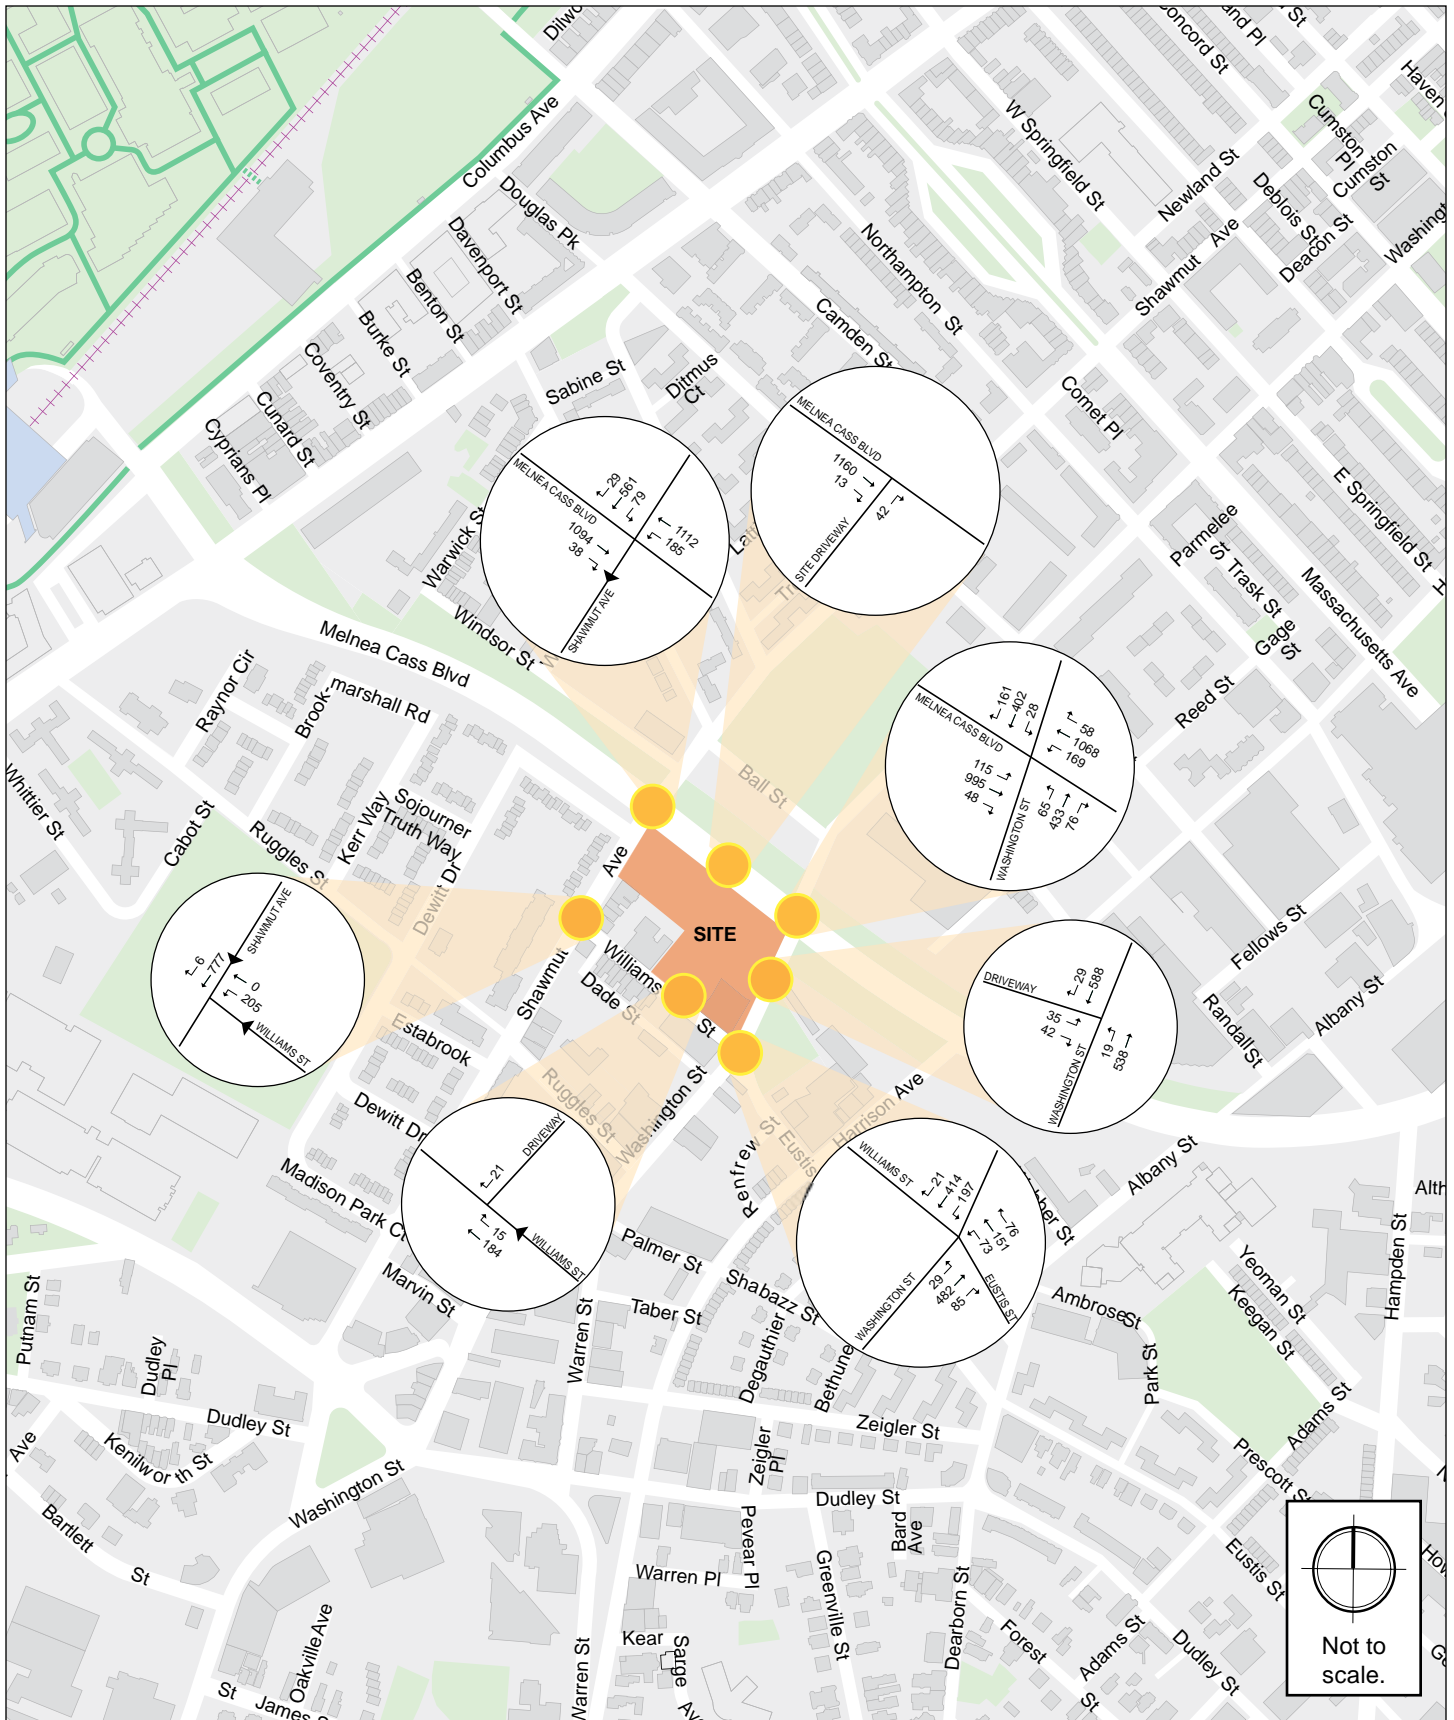 Dilwo
Columbus Ave
Douglas Pk
Davenport St
Benton St
Burke St
Coventry St
Cunard St
Cyprians Pl
Sabine St
Ditmus
Ct
Camden St
Northampton St
W Springfield St
Concord St
Newland St
Shawmut Ave
Deblois St
Deacon St
Cumston
Pl
Cumston
St
Haven
Washing
Comet Pl
E Springfield St
Massachusetts Ave
Parmelee
St
Trask St
Gage
St
Reed St
Warwick St
Windsor St
Melnea Cass Blvd
Raynor Cir
Brook-
marshall Rd
Whittier St
Cabot St
Ruggles St
Kerr Way
Sojourner
Truth Way
Dewitt Dr
Ball St
Ave
Shawmut
SITE
Williams
St
Dade St
Estabrook
Ruggles St
Washington St
Dewitt Dr
Madison Park Ct
Marvin St
Renfrew St
Eustis
Harrison Ave
Fellows St
Randall St
Albany St
Albany St
Hampden St
Yeoman St
Keegan St
Ambrose St
Park St
Adams St
Prescott St
Eustis St
Palmer St
Shabazz St
Taber St
Warren St
Degauthier
Bethune
Zeigler St
Zeigler
Pl
Dudley St
Putnam St
Dudley
Pl
Dudley St
Kenilworth St
Ave
Bartlett
St
Washington St
Oakville Ave
St James
Warren St
Warren Pl
Pevear Pl
Kear
Sarge
Ave
Greenville St
Bard
Ave
Dearborn St
Forest
St
Adams St
Dudley St
MELNEA CASS BLVD
29
561
79
1112
185
1094
38
SHAWMUT AVE
MELNEA CASS BLVD
1160
13
42
SITE DRIVEWAY
MELNEA CASS BLVD
161
402
28
58
1068
169
115
995
48
65
433
76
WASHINGTON ST
SHAWMUT AVE
6
777
0
205
WILLIAMS ST
DRIVEWAY
29
588
35
42
19
538
WASHINGTON ST
DRIVEWAY
21
15
184
WILLIAMS ST
WILLIAMS ST
21
414
197
76
151
73
29
482
85
WASHINGTON ST
EUSTIS ST
Not to
scale.